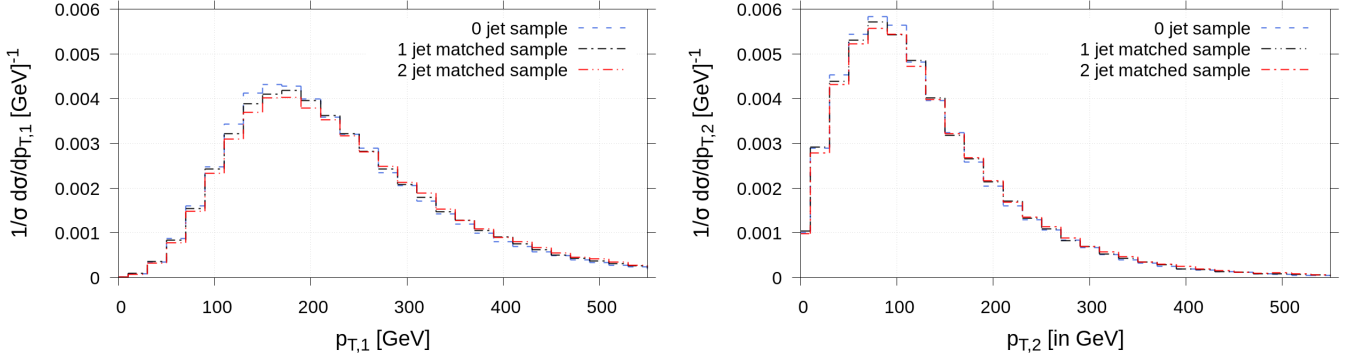 0.006
0.005
0.004
0.003
0.002
0.001
0
1/σ dσ/dp_{T,1} [GeV]^{-1}
0 jet sample
1 jet matched sample
2 jet matched sample
0 100 200 300 400 500
p_{T,1} [GeV]
0.006
0.005
0.004
0.003
0.002
0.001
0
1/σ dσ/dp_{T,2} [GeV]^{-1}
0 jet sample
1 jet matched sample
2 jet matched sample
0 100 200 300 400 500
p_{T,2} [in GeV]